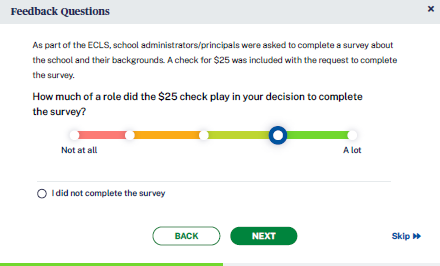 Feedback Questions
×
As part of the ECLS, school administrators/principals were asked to complete a survey about
the school and their backgrounds. A check for $25 was included with the request to complete
the survey.
How much of a role did the $25 check play in your decision to complete
the survey?
Not at all
A lot
I did not complete the survey
BACK
NEXT
Skip